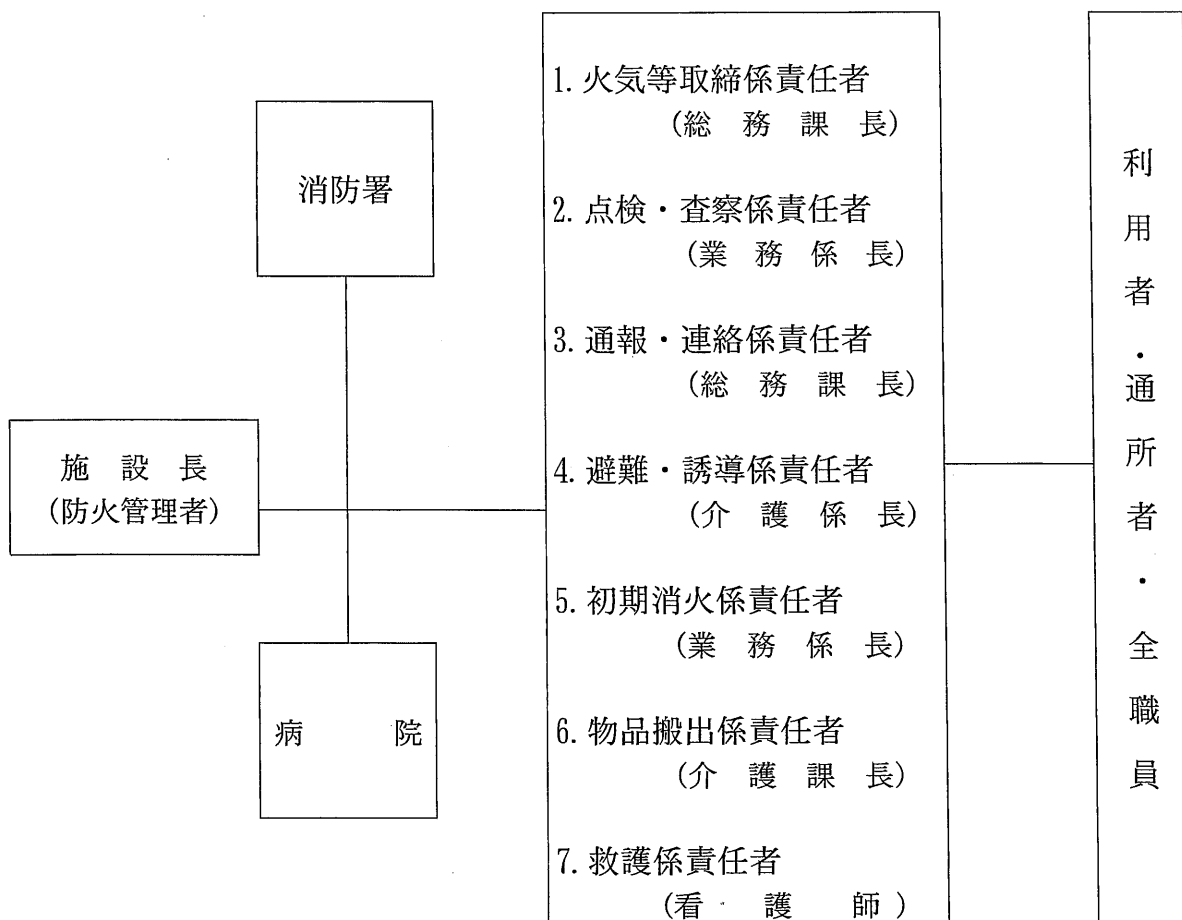 消防署
施設長
(防火管理者)
病院
1. 火気等取締係責任者
(総務課長)
2. 点検・査察係責任者
(業務係長)
3. 通報・連絡係責任者
(総務課長)
4. 避難・誘導係責任者
(介護係長)
5. 初期消火係責任者
(業務係長)
6. 物品搬出係責任者
(介護課長)
7. 救護係責任者
(看護師)
利用者・通所者・全職員